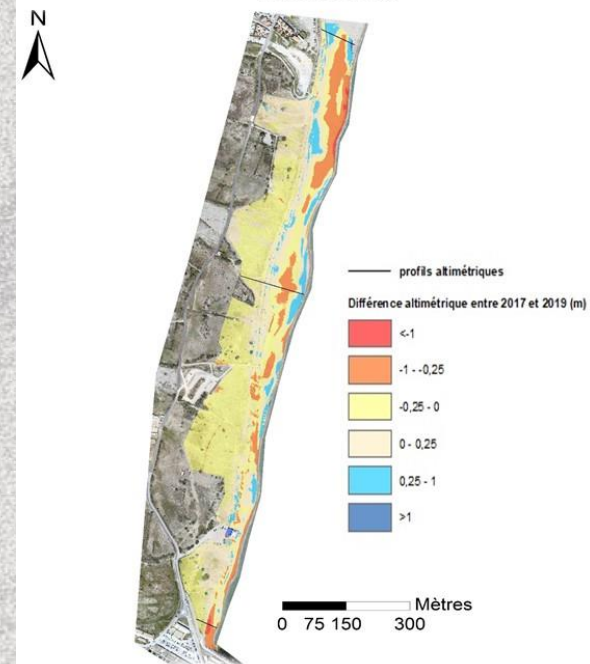 N
profils altimétriques
Différence altimétrique entre 2017 et 2019 (m)
<-1
-1 - -0,25
-0,25 - 0
0 - 0,25
0,25 - 1
>1
Mètres
0 75 150 300